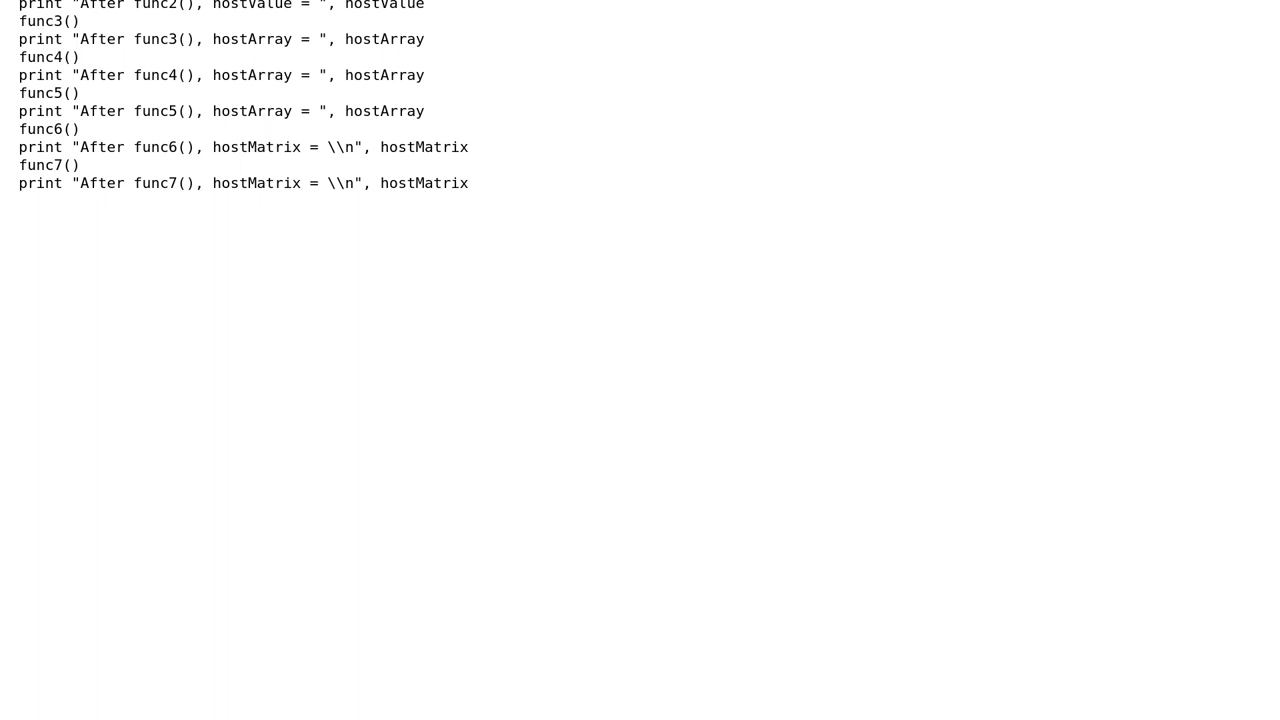 print "After func2(), hostValue = ", hostValue
func3()
print "After func3(), hostArray = ", hostArray
func4()
print "After func4(), hostArray = ", hostArray
func5()
print "After func5(), hostArray = ", hostArray
func6()
print "After func6(), hostMatrix = \\n", hostMatrix
func7()
print "After func7(), hostMatrix = \\n", hostMatrix